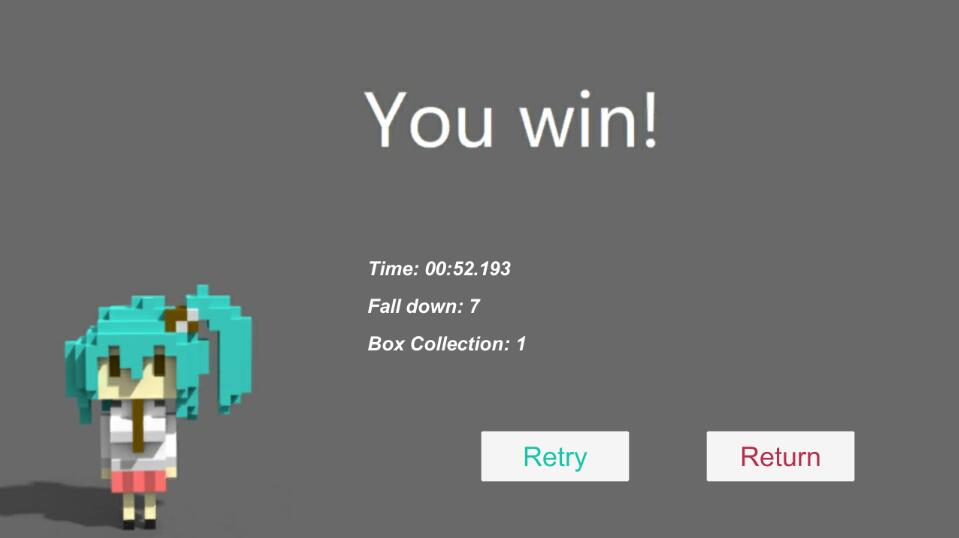 You win!
Time: 00:52.193
Fall down: 7
Box Collection: 1
Retry
Return